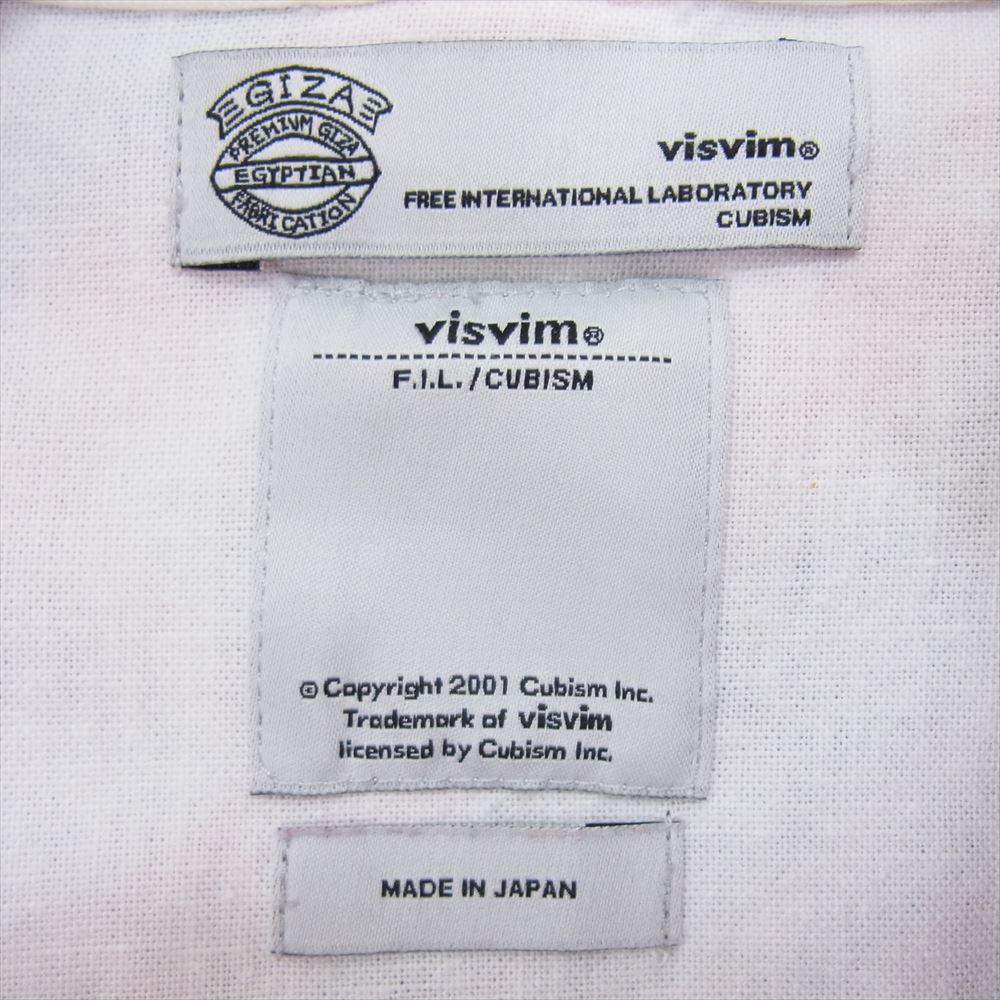 GIZA
PREMIUM GIZA
EGYPTIAN
FABRICATION
visvim®
FREE INTERNATIONAL LABORATORY
CUBISM
visvim®
F.I.L./CUBISM
©Copyright 2001 Cubism Inc.
Trademark of visvim
licensed by Cubism Inc.
MADE IN JAPAN